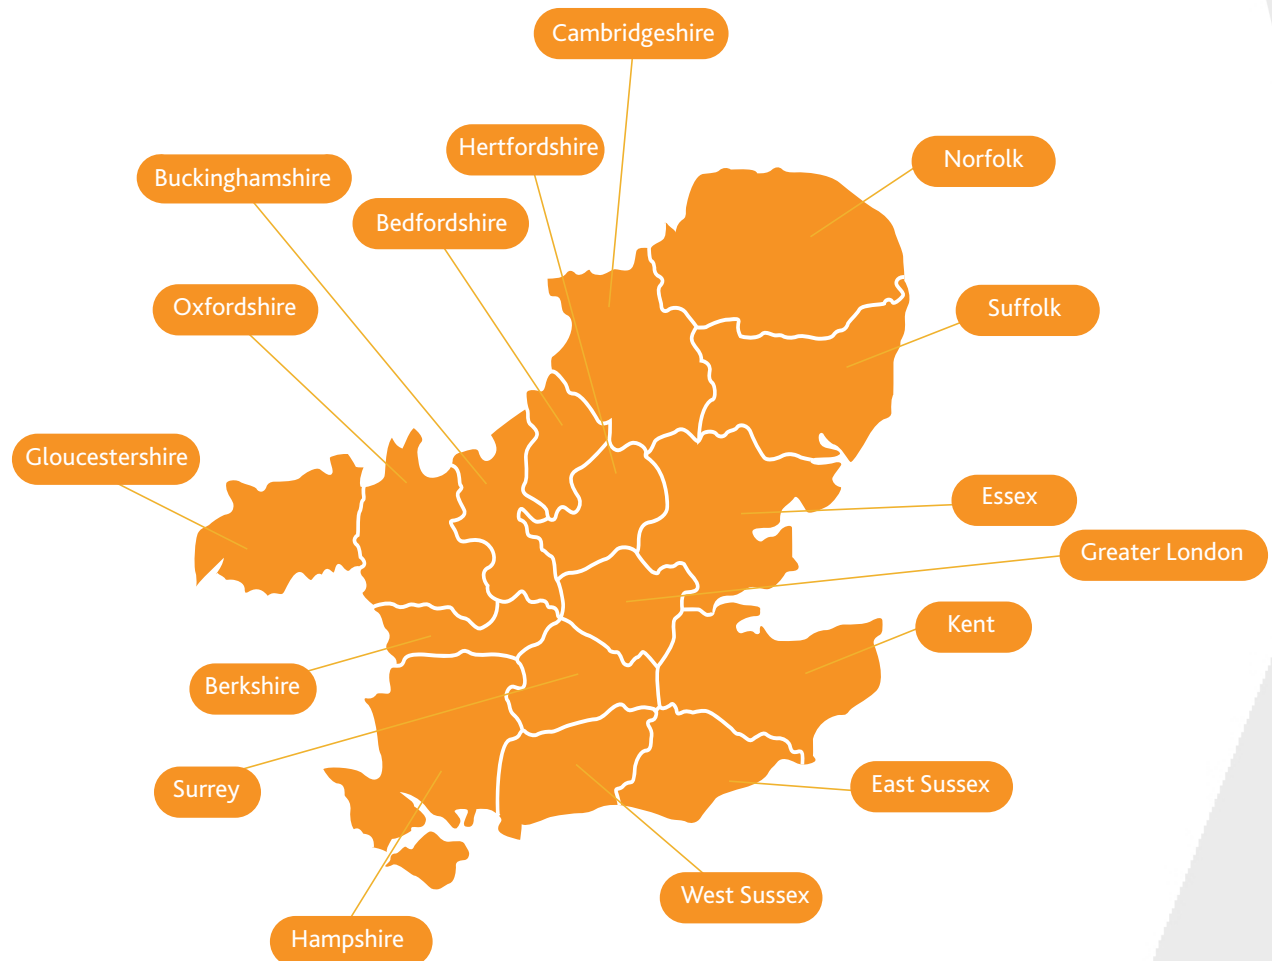 Cambridgeshire
Hertfordshire
Norfolk
Buckinghamshire
Bedfordshire
Oxfordshire
Suffolk
Gloucestershire
Essex
Greater London
Kent
Berkshire
Surrey
East Sussex
West Sussex
Hampshire